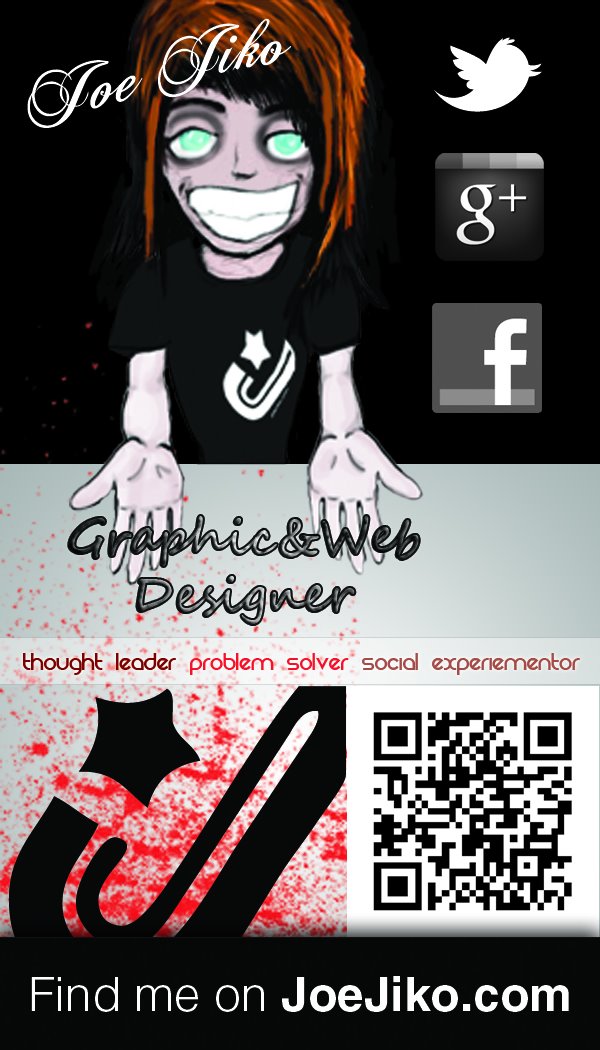 Joe Jiko
g+
f
Graphic&Web
Designer
thought leader problem solver social experiementor
Find me on JoeJiko.com